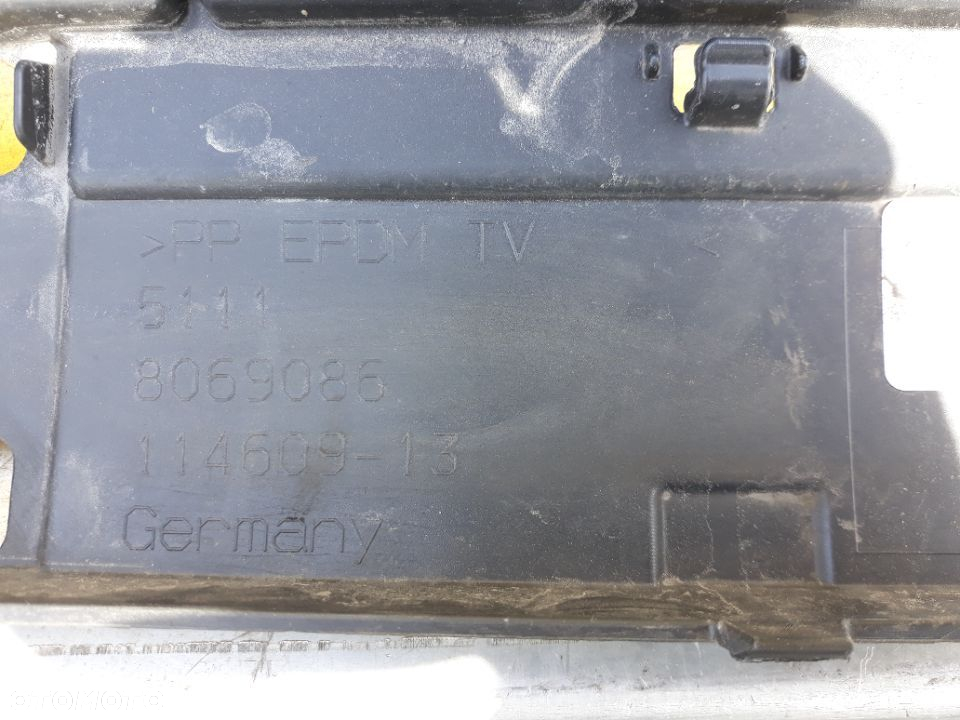 >PP EPDM TV <
5111
8069086
114609-13
Germany